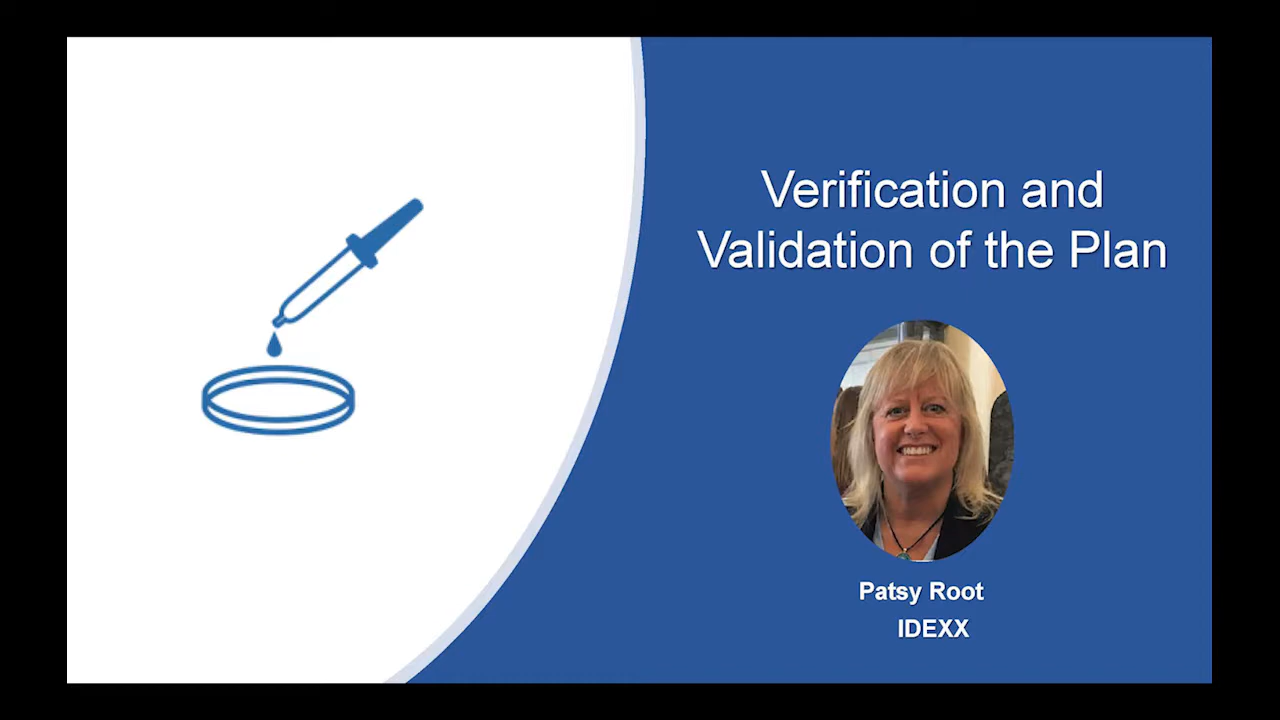 Verification and
Validation of the Plan
Patsy Root
IDEXX